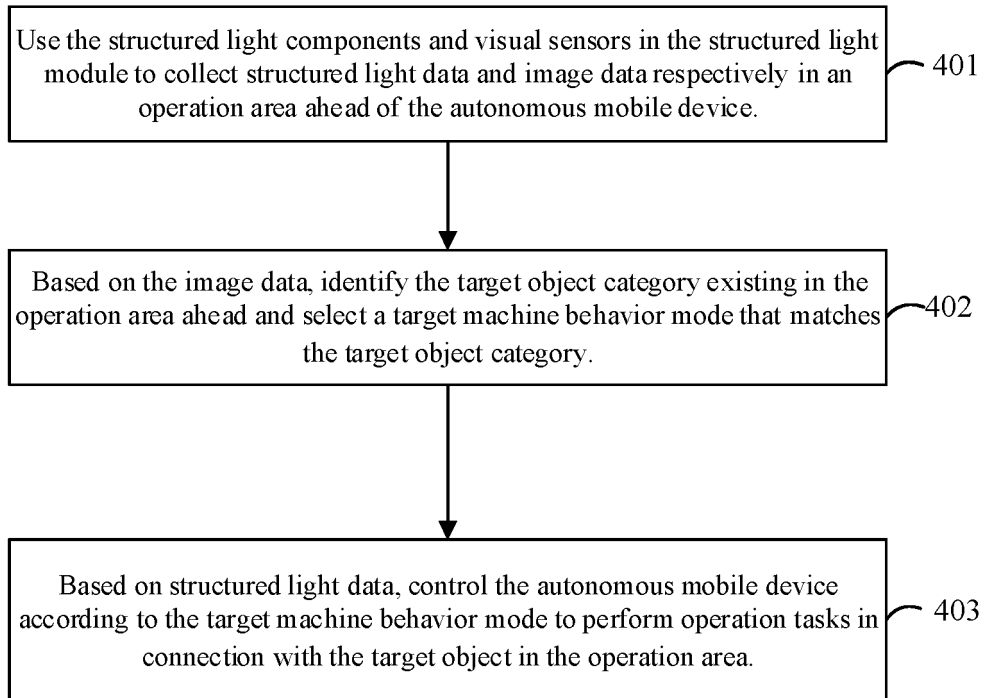 Use the structured light components and visual sensors in the structured light
module to collect structured light data and image data respectively in an
operation area ahead of the autonomous mobile device.
401
Based on the image data, identify the target object category existing in the
operation area ahead and select a target machine behavior mode that matches
the target object category.
402
Based on structured light data, control the autonomous mobile device
according to the target machine behavior mode to perform operation tasks in
connection with the target object in the operation area.
403